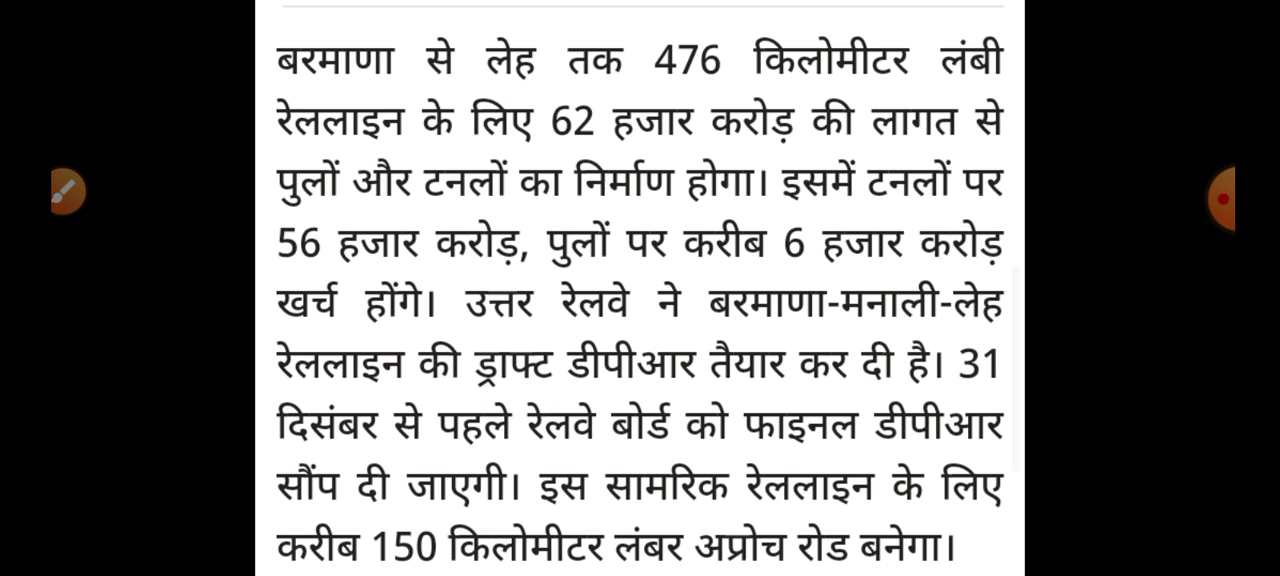 बरमाणा से लेह तक 476 किलोमीटर लंबी
रेललाइन के लिए 62 हजार करोड़ की लागत से
पुलों और टनलों का निर्माण होगा। इसमें टनलों पर
56 हजार करोड़, पुलों पर करीब 6 हजार करोड़
खर्च होंगे। उत्तर रेलवे ने बरमाणा-मनाली-लेह
रेललाइन की ड्राफ्ट डीपीआर तैयार कर दी है। 31
दिसंबर से पहले रेलवे बोर्ड को फाइनल डीपीआर
सौंप दी जाएगी। इस सामरिक रेललाइन के लिए
करीब 150 किलोमीटर लंबर अप्रोच रोड बनेगा।